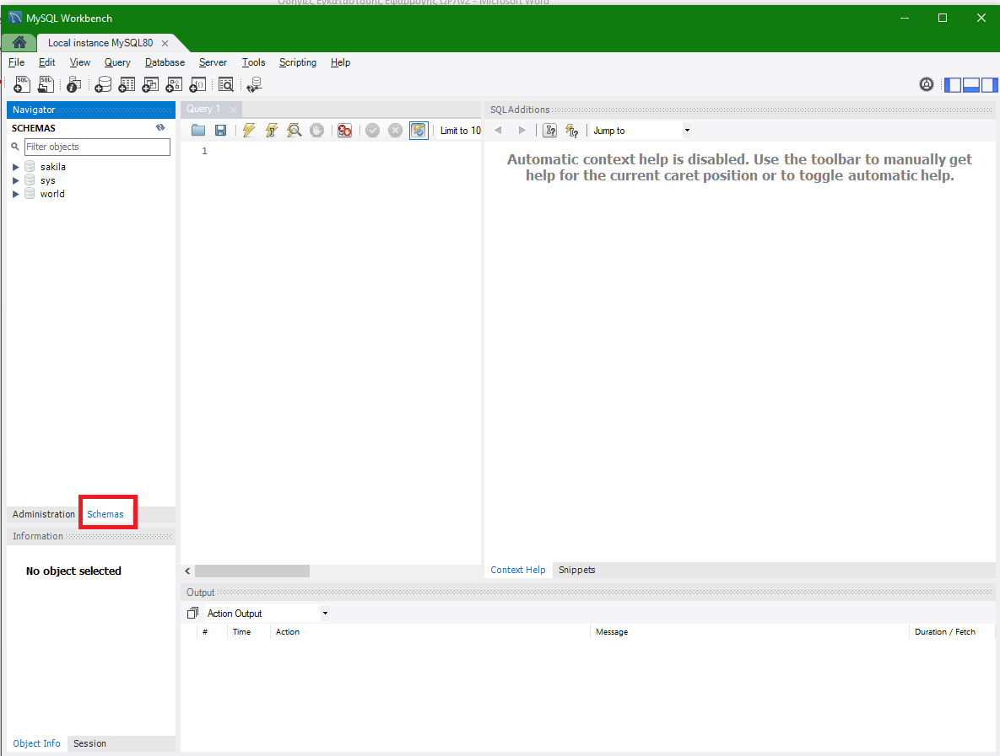 Οδηγίες Εγκατάστασης Εφαρμογής
- Microsoft Word
MySQL Workbench
Local instance MySQL80
File Edit View Query Database Server Tools Scripting Help
SQL SQL
Navigator
SCHEMAS
Filter objects
sakila
sys
world
Administration Schemas
Information
No object selected
Object Info Session
Query 1
Limit to 10
1
SQLAdditions
Jump to
Automatic context help is disabled. Use the toolbar to manually get
help for the current caret position or to toggle automatic help.
Context Help Snippets
Output
Action Output
# Time Action Message Duration / Fetch